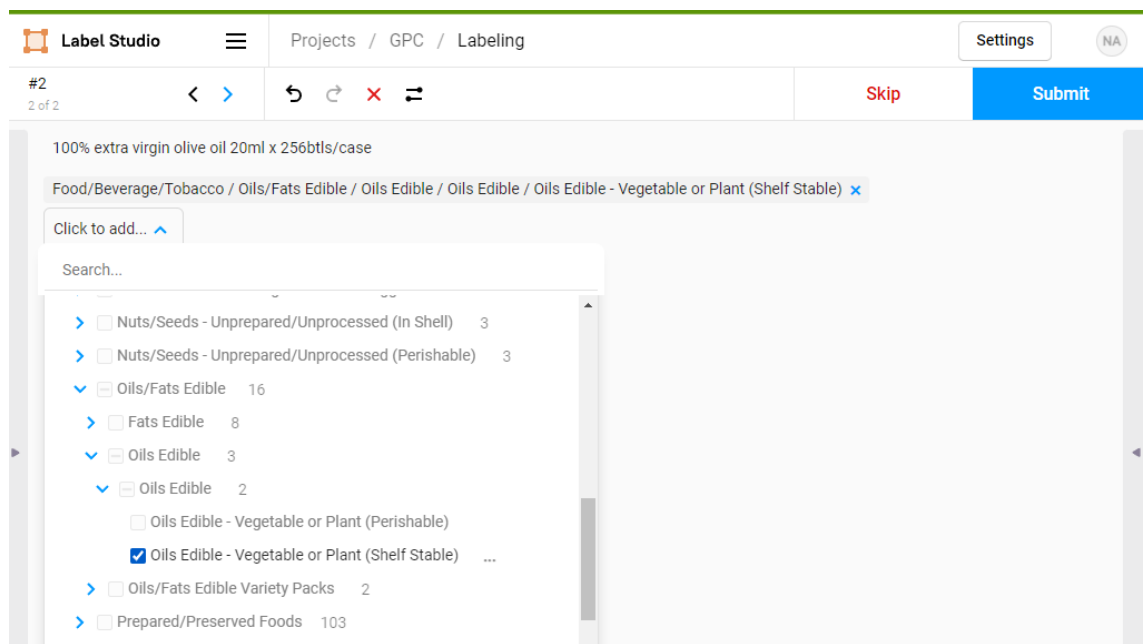 Label Studio
Projects / GPC / Labeling
Settings
NA
#2
2 of 2
Skip
Submit
100% extra virgin olive oil 20ml x 256btls/case
Food/Beverage/Tobacco / Oils/Fats Edible / Oils Edible / Oils Edible / Oils Edible - Vegetable or Plant (Shelf Stable) ×
Click to add...
Search...
Nuts/Seeds - Unprepared/Unprocessed (In Shell) 3
Nuts/Seeds - Unprepared/Unprocessed (Perishable) 3
Oils/Fats Edible 16
Fats Edible 8
Oils Edible 3
Oils Edible 2
Oils Edible - Vegetable or Plant (Perishable)
Oils Edible - Vegetable or Plant (Shelf Stable) ...
Oils/Fats Edible Variety Packs 2
Prepared/Preserved Foods 103